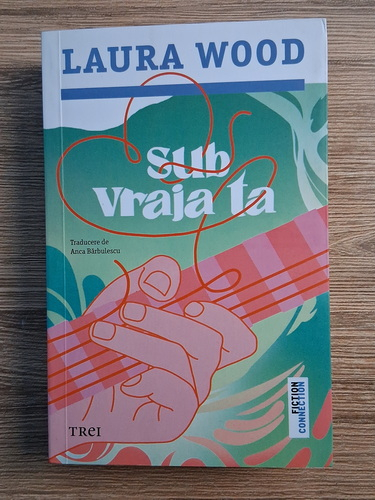 LAURA WOOD
Sub
vraja ta
Traducere de
Anca Bărbulescu
FICTION
CONNECTION
TREI